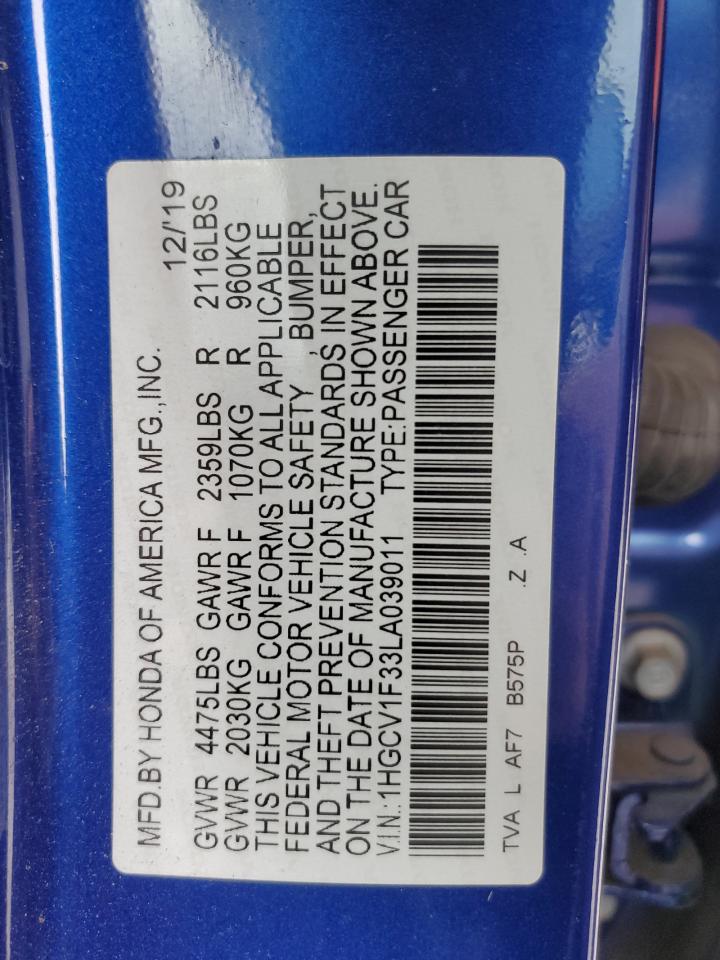 MFD.BY HONDA OF AMERICA MFG.,INC. 12/'19
GVWR 4475LBS GAWR F 2359LBS R 2116LBS
GVWR 2030KG GAWR F 1070KG R 960KG
THIS VEHICLE CONFORMS TO ALL APPLICABLE
FEDERAL MOTOR VEHICLE SAFETY , BUMPER,
AND THEFT PREVENTION STANDARDS IN EFFECT
ON THE DATE OF MANUFACTURE SHOWN ABOVE.
V.I.N.:1HGCV1F33LA039011 TYPE:PASSENGER CAR
TVA L AF7 B575P .Z .A